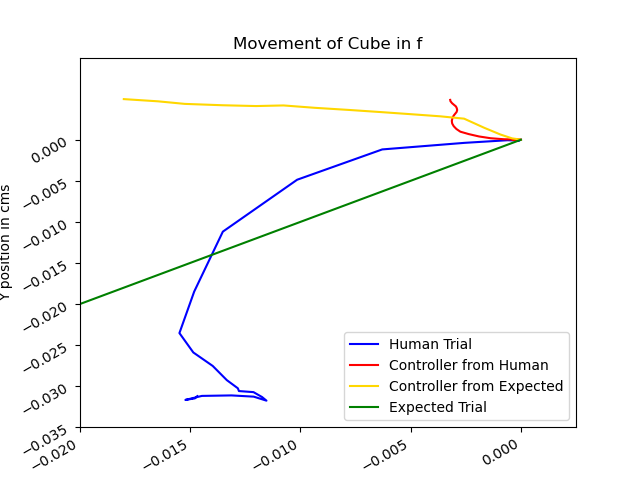 Movement of Cube in f
Y position in cms
0.000
−0.005
−0.010
−0.015
−0.020
−0.025
−0.030
−0.035
−0.020
−0.015
−0.010
−0.005
0.000
Human Trial
Controller from Human
Controller from Expected
Expected Trial